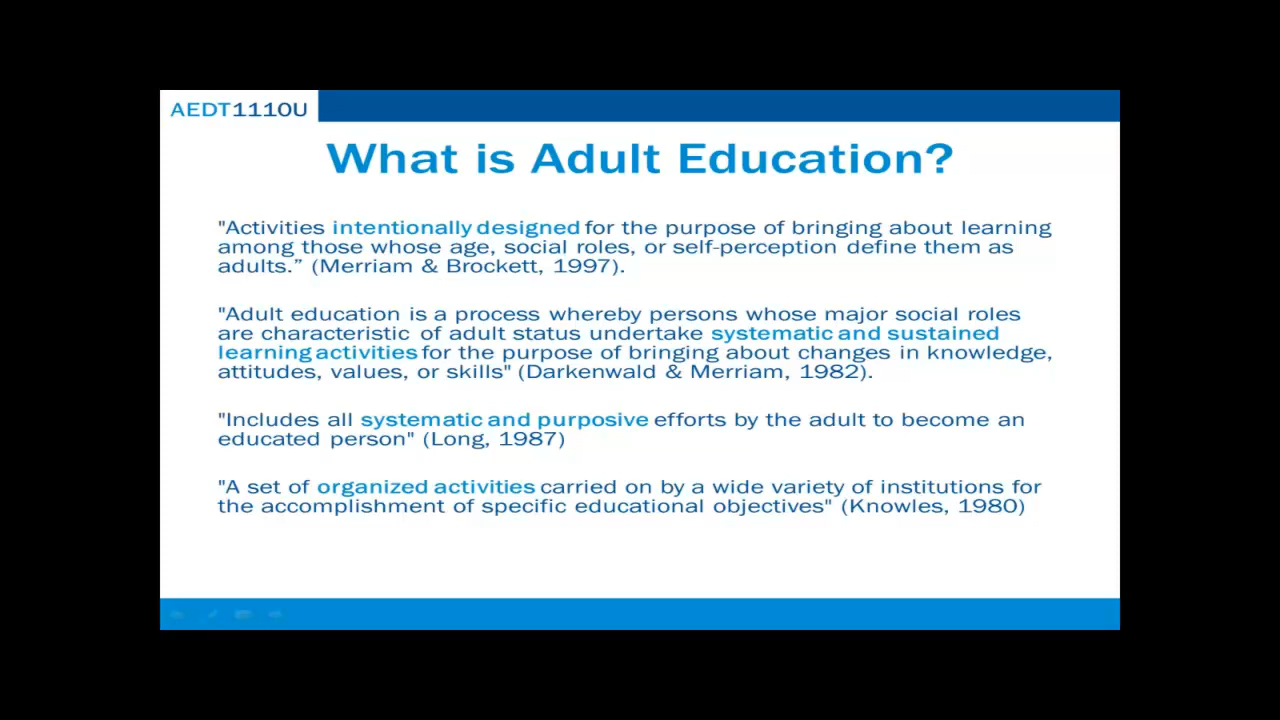 AEDT1110U
What is Adult Education?
"Activities intentionally designed for the purpose of bringing about learning
among those whose age, social roles, or self-perception define them as
adults.” (Merriam & Brockett, 1997).
"Adult education is a process whereby persons whose major social roles
are characteristic of adult status undertake systematic and sustained
learning activities for the purpose of bringing about changes in knowledge,
attitudes, values, or skills" (Darkenwald & Merriam, 1982).
"Includes all systematic and purposive efforts by the adult to become an
educated person" (Long, 1987)
"A set of organized activities carried on by a wide variety of institutions for
the accomplishment of specific educational objectives" (Knowles, 1980)